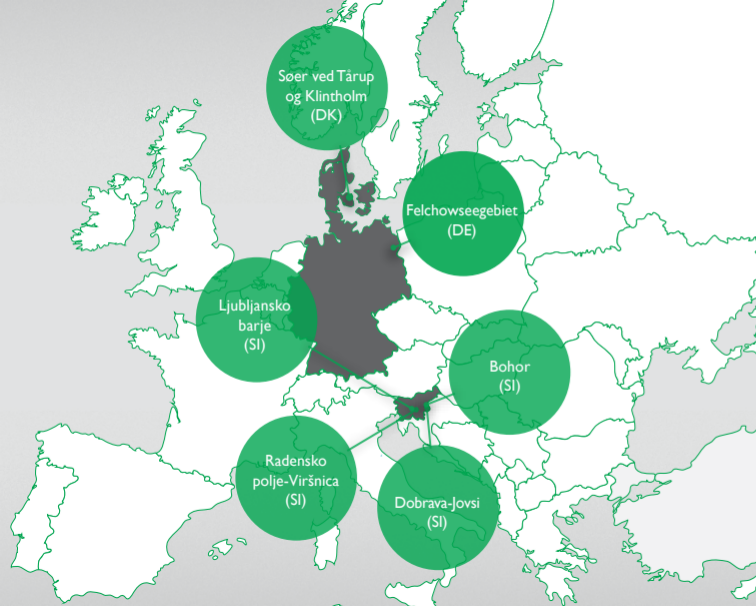 Søer ved Tårup
og Klintholm
(DK)
Felchowseegebiet
(DE)
Ljubljansko
barje
(SI)
Bohor
(SI)
Radensko
polje-Viršnica
(SI)
Dobrava-Jovsi
(SI)